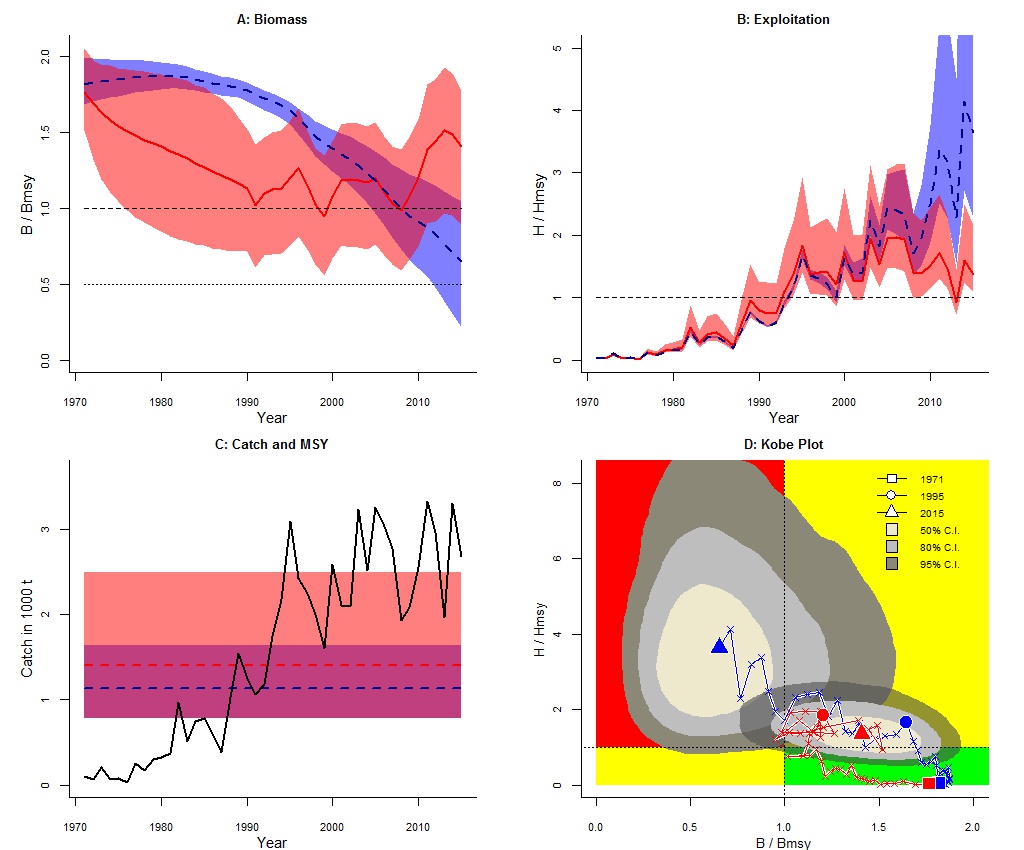 A: Biomass
B / Bmsy
2.0
1.5
1.0
0.5
0.0
1970 1980 1990 2000 2010
Year
B: Exploitation
H / Hmsy
5
4
3
2
1
0
1970 1980 1990 2000 2010
Year
C: Catch and MSY
Catch in 1000 t
3
2
1
0
1970 1980 1990 2000 2010
Year
D: Kobe Plot
H / Hmsy
8
6
4
2
0
1971
1995
2015
50% C.I.
80% C.I.
95% C.I.
0.0 0.5 1.0 1.5 2.0
B / Bmsy